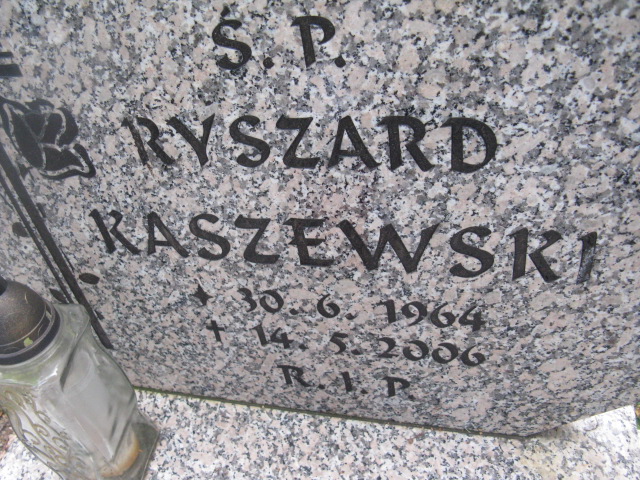 Ś. P.
RYSZARD
KASZEWSKI
✦ 30. 6. 1964
† 14. 5. 2006
R. I. P.